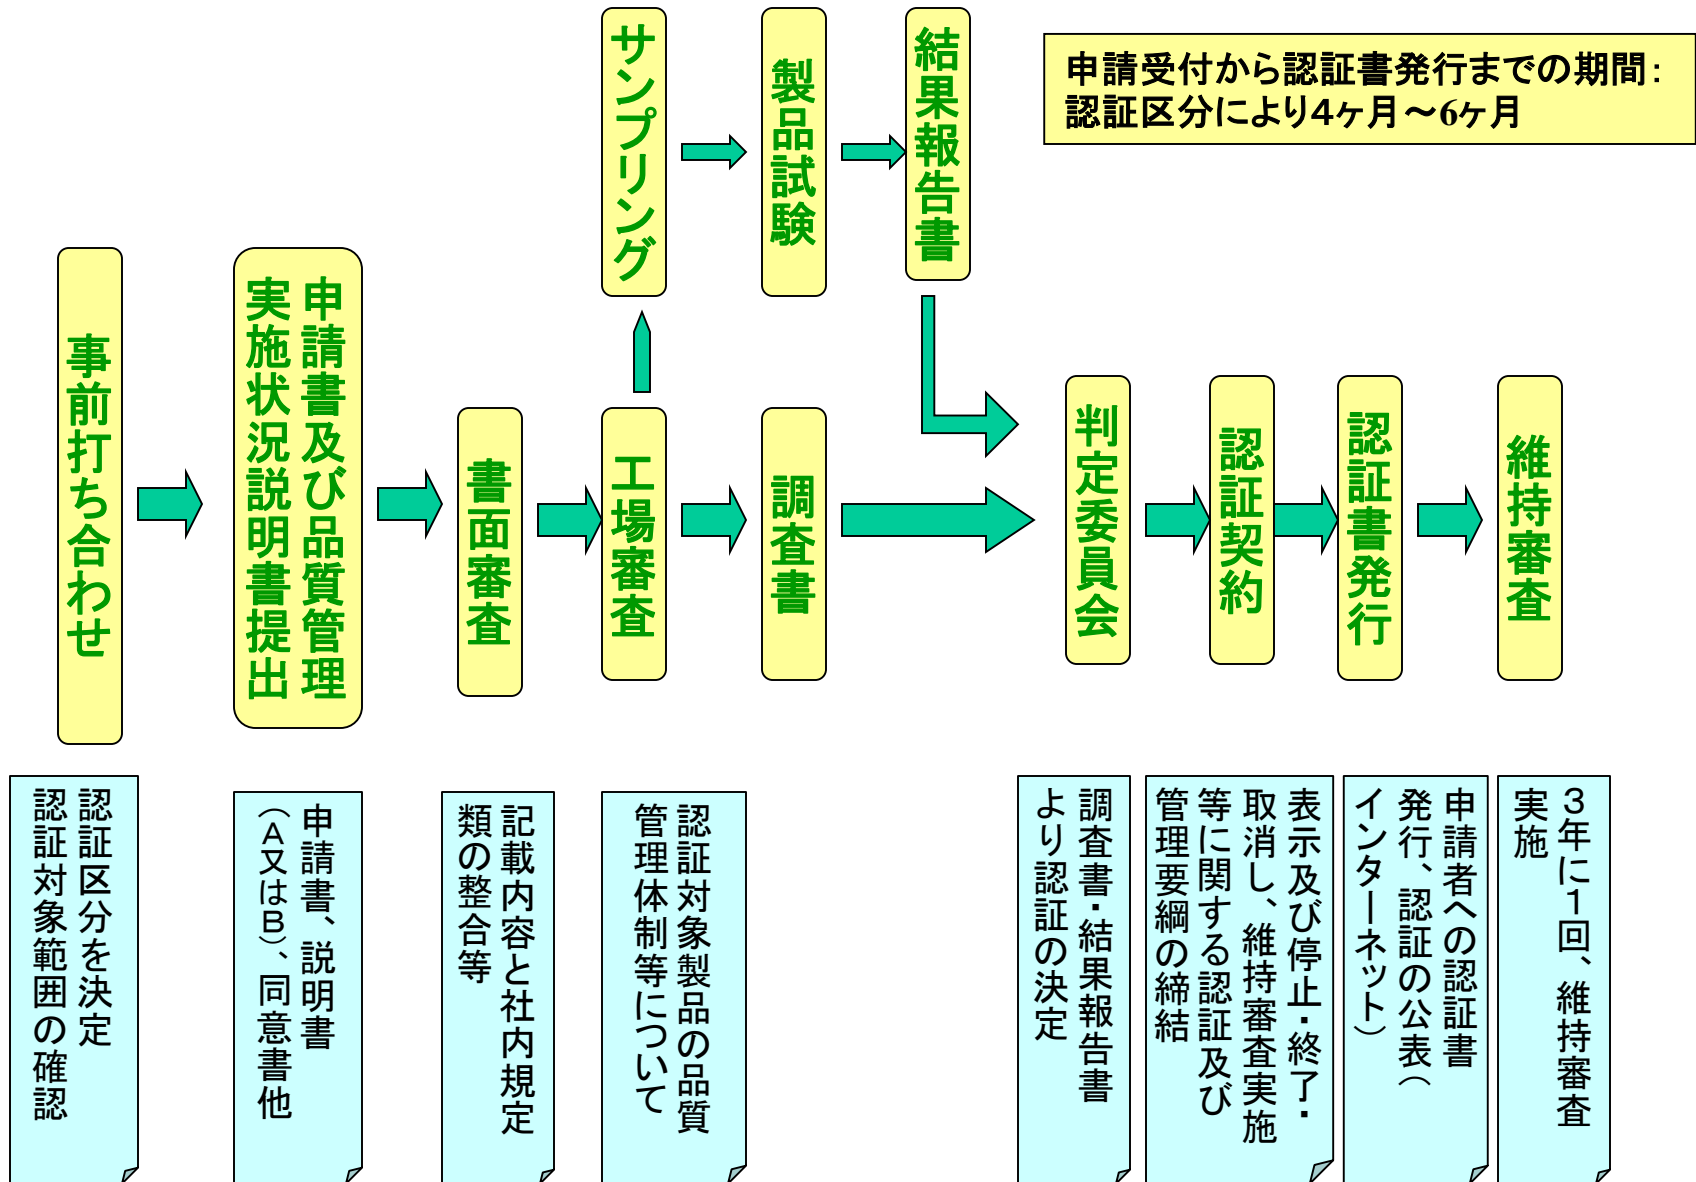 申請受付から認証書発行までの期間：
認証区分により４ヶ月～6ヶ月
サンプリング
製品試験
結果報告書
事前打ち合わせ
申請書及び品質管理
実施状況説明書提出
書面審査
工場審査
調査書
判定委員会
認証契約
認証書発行
維持審査
認証区分を決定
認証対象範囲の確認
申請書、説明書
（A又はB）、同意書他
記載内容と社内規定
類の整合等
認証対象製品の品質
管理体制等について
調査書・結果報告書
より認証の決定
表示及び停止・終了・
取消し、維持審査実施
等に関する認証及び
管理要綱の締結
申請者への認証書
発行、認証の公表（
インターネット）
３年に１回、維持審査
実施